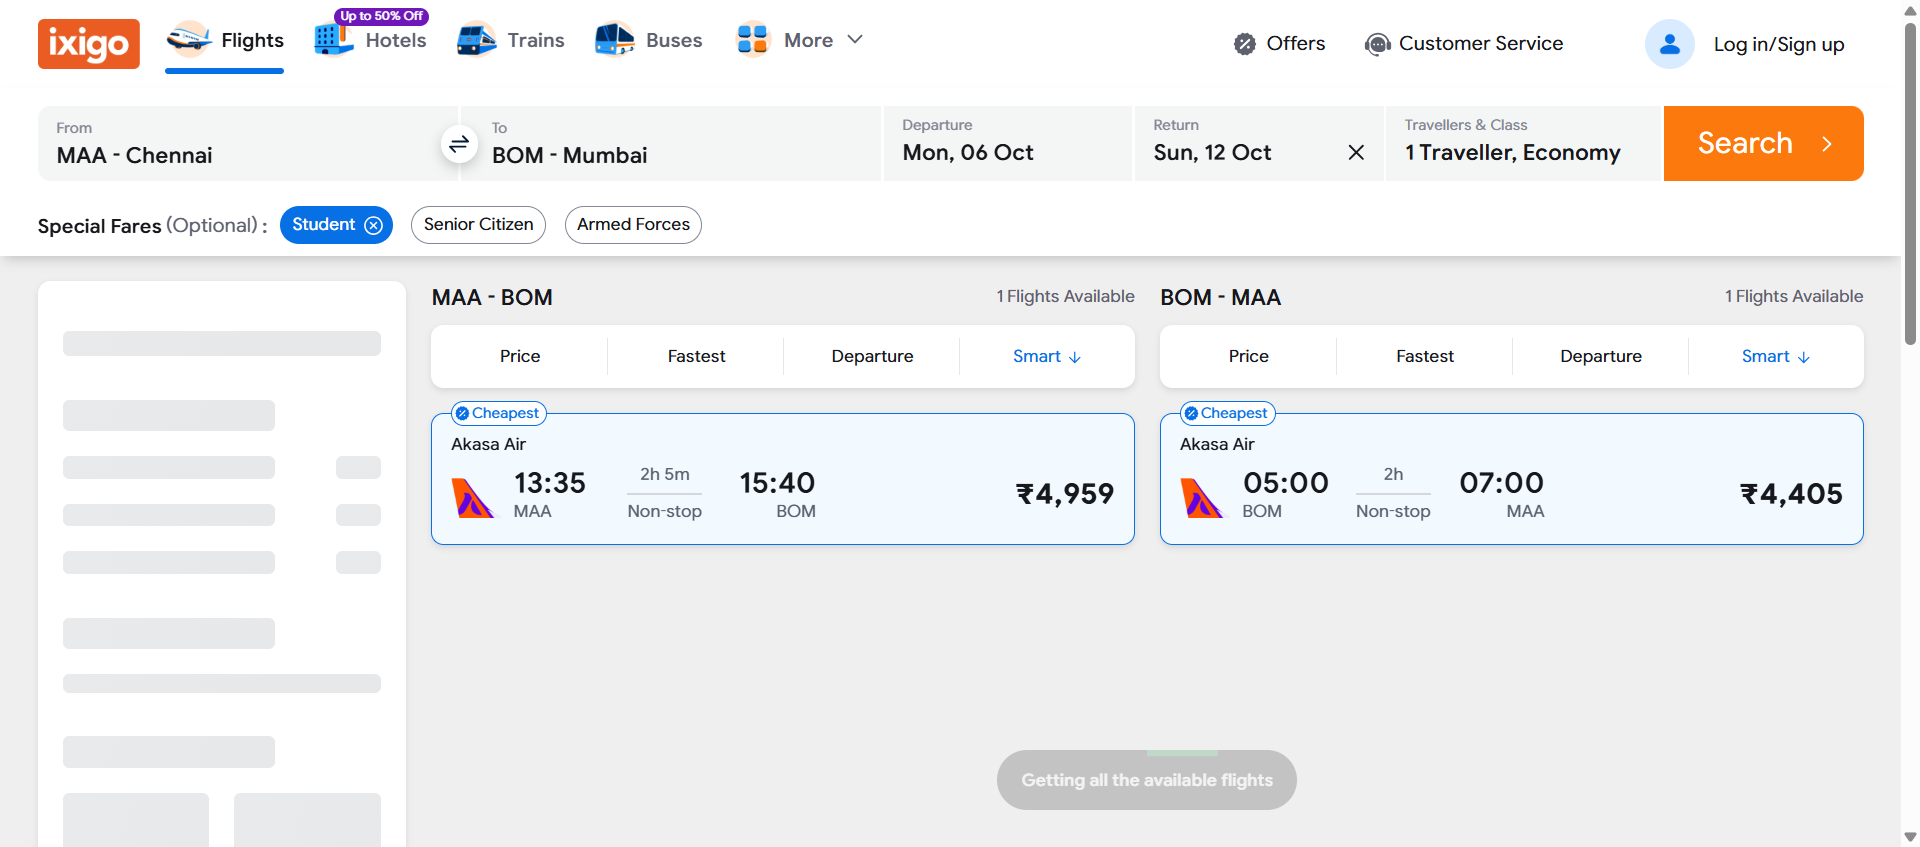 ixigo
Flights
Up to 50% Off
Hotels
Trains
Buses
More
Offers
Customer Service
Log in/Sign up
From
MAA - Chennai
To
BOM - Mumbai
Departure
Mon, 06 Oct
Return
Sun, 12 Oct
Travellers & Class
1 Traveller, Economy
Search
Special Fares (Optional) :
Student
Senior Citizen
Armed Forces
MAA - BOM
1 Flights Available
Price
Fastest
Departure
Smart
Cheapest
Akasa Air
13:35
MAA
2h 5m
Non-stop
15:40
BOM
₹4,959
BOM - MAA
1 Flights Available
Price
Fastest
Departure
Smart
Cheapest
Akasa Air
05:00
BOM
2h
Non-stop
07:00
MAA
₹4,405
Getting all the available flights